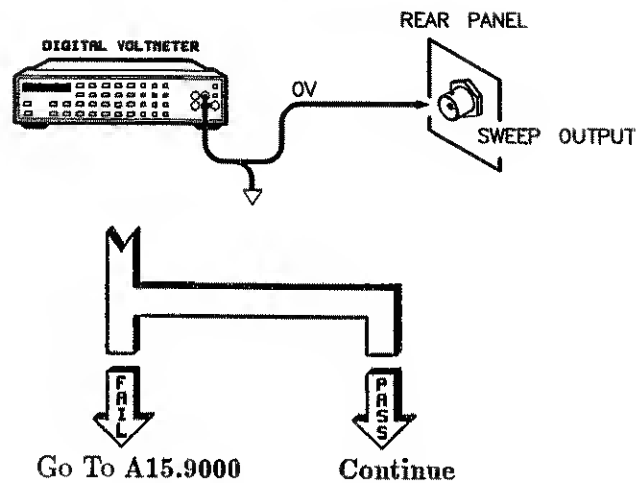 REAR PANEL
DIGITAL VOLTMETER
0V
SWEEP OUTPUT
FAIL
PASS
Go To A15.9000
Continue